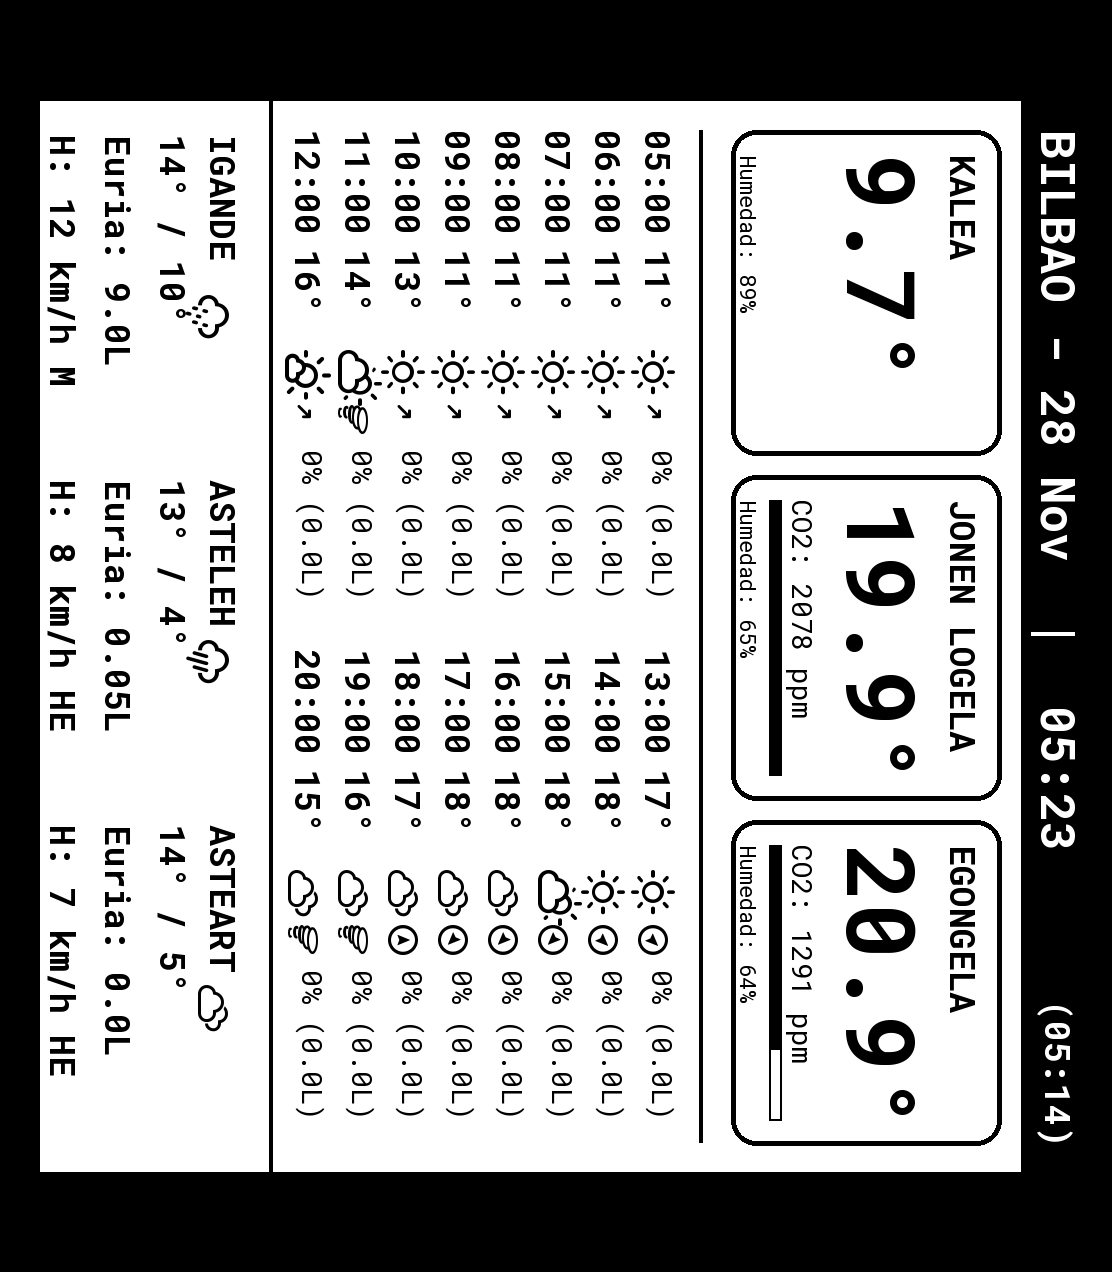 BILBAO - 28 Nov | 05:23 (05:14)
KALEA
9.7°
Humedad: 89%
JONEN LOGELA
19.9°
CO2: 2078 ppm
Humedad: 65%
EGONGELA
20.9°
CO2: 1291 ppm
Humedad: 64%
05:00 11° 0% (0.0L)
06:00 11° 0% (0.0L)
07:00 11° 0% (0.0L)
08:00 11° 0% (0.0L)
09:00 11° 0% (0.0L)
10:00 13° 0% (0.0L)
11:00 14° 0% (0.0L)
12:00 16° 0% (0.0L)
13:00 17° 0% (0.0L)
14:00 18° 0% (0.0L)
15:00 18° 0% (0.0L)
16:00 18° 0% (0.0L)
17:00 18° 0% (0.0L)
18:00 17° 0% (0.0L)
19:00 16° 0% (0.0L)
20:00 15° 0% (0.0L)
IGANDE
14° / 10°
Euria: 9.0L
H: 12 km/h M
ASTELEH
13° / 4°
Euria: 0.05L
H: 8 km/h HE
ASTEART
14° / 5°
Euria: 0.0L
H: 7 km/h HE